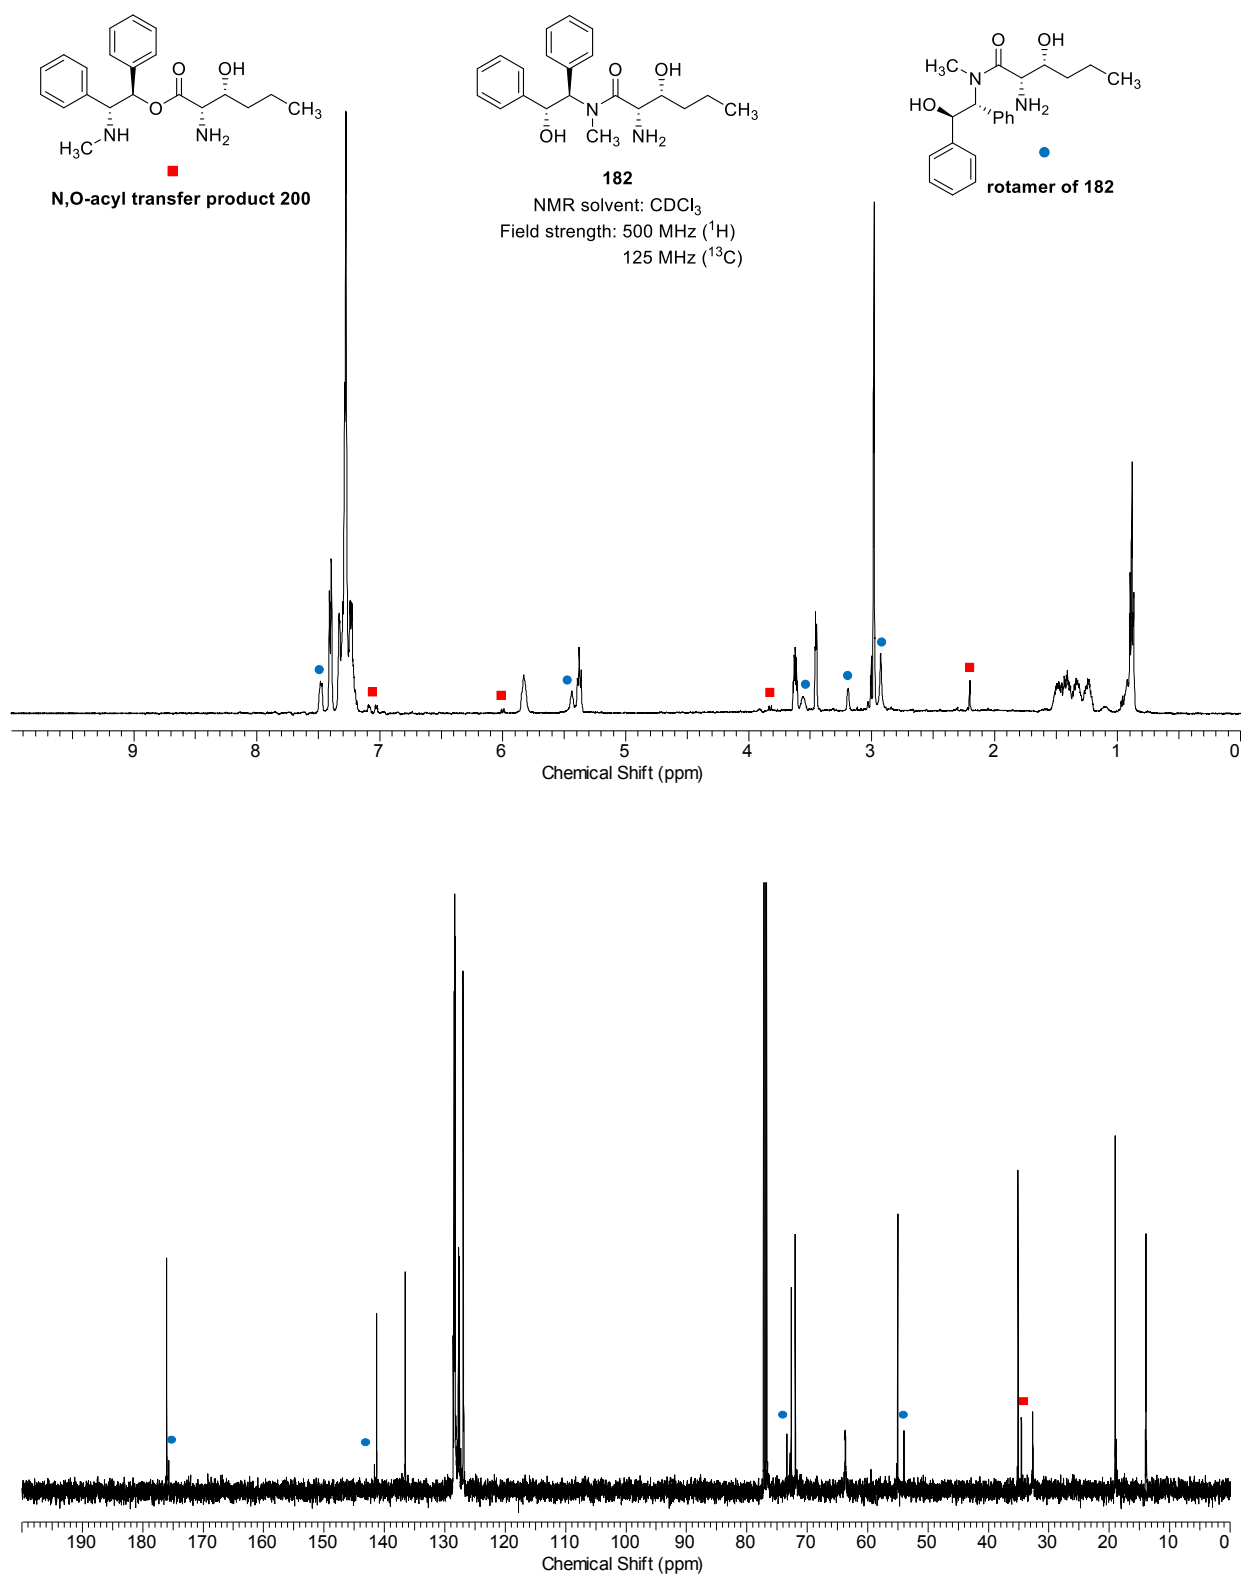 O
OH
O
CH3
NH
NH2
H3C
N,O-acyl transfer product 200
O
OH
N
CH3
OH
CH3
NH2
182
NMR solvent: CDCl3
Field strength: 500 MHz (1H)
125 MHz (13C)
O
OH
H3C
N
CH3
HO
Ph
NH2
rotamer of 182
9 8 7 6 5 4 3 2 1 0
Chemical Shift (ppm)
190 180 170 160 150 140 130 120 110 100 90 80 70 60 50 40 30 20 10 0
Chemical Shift (ppm)